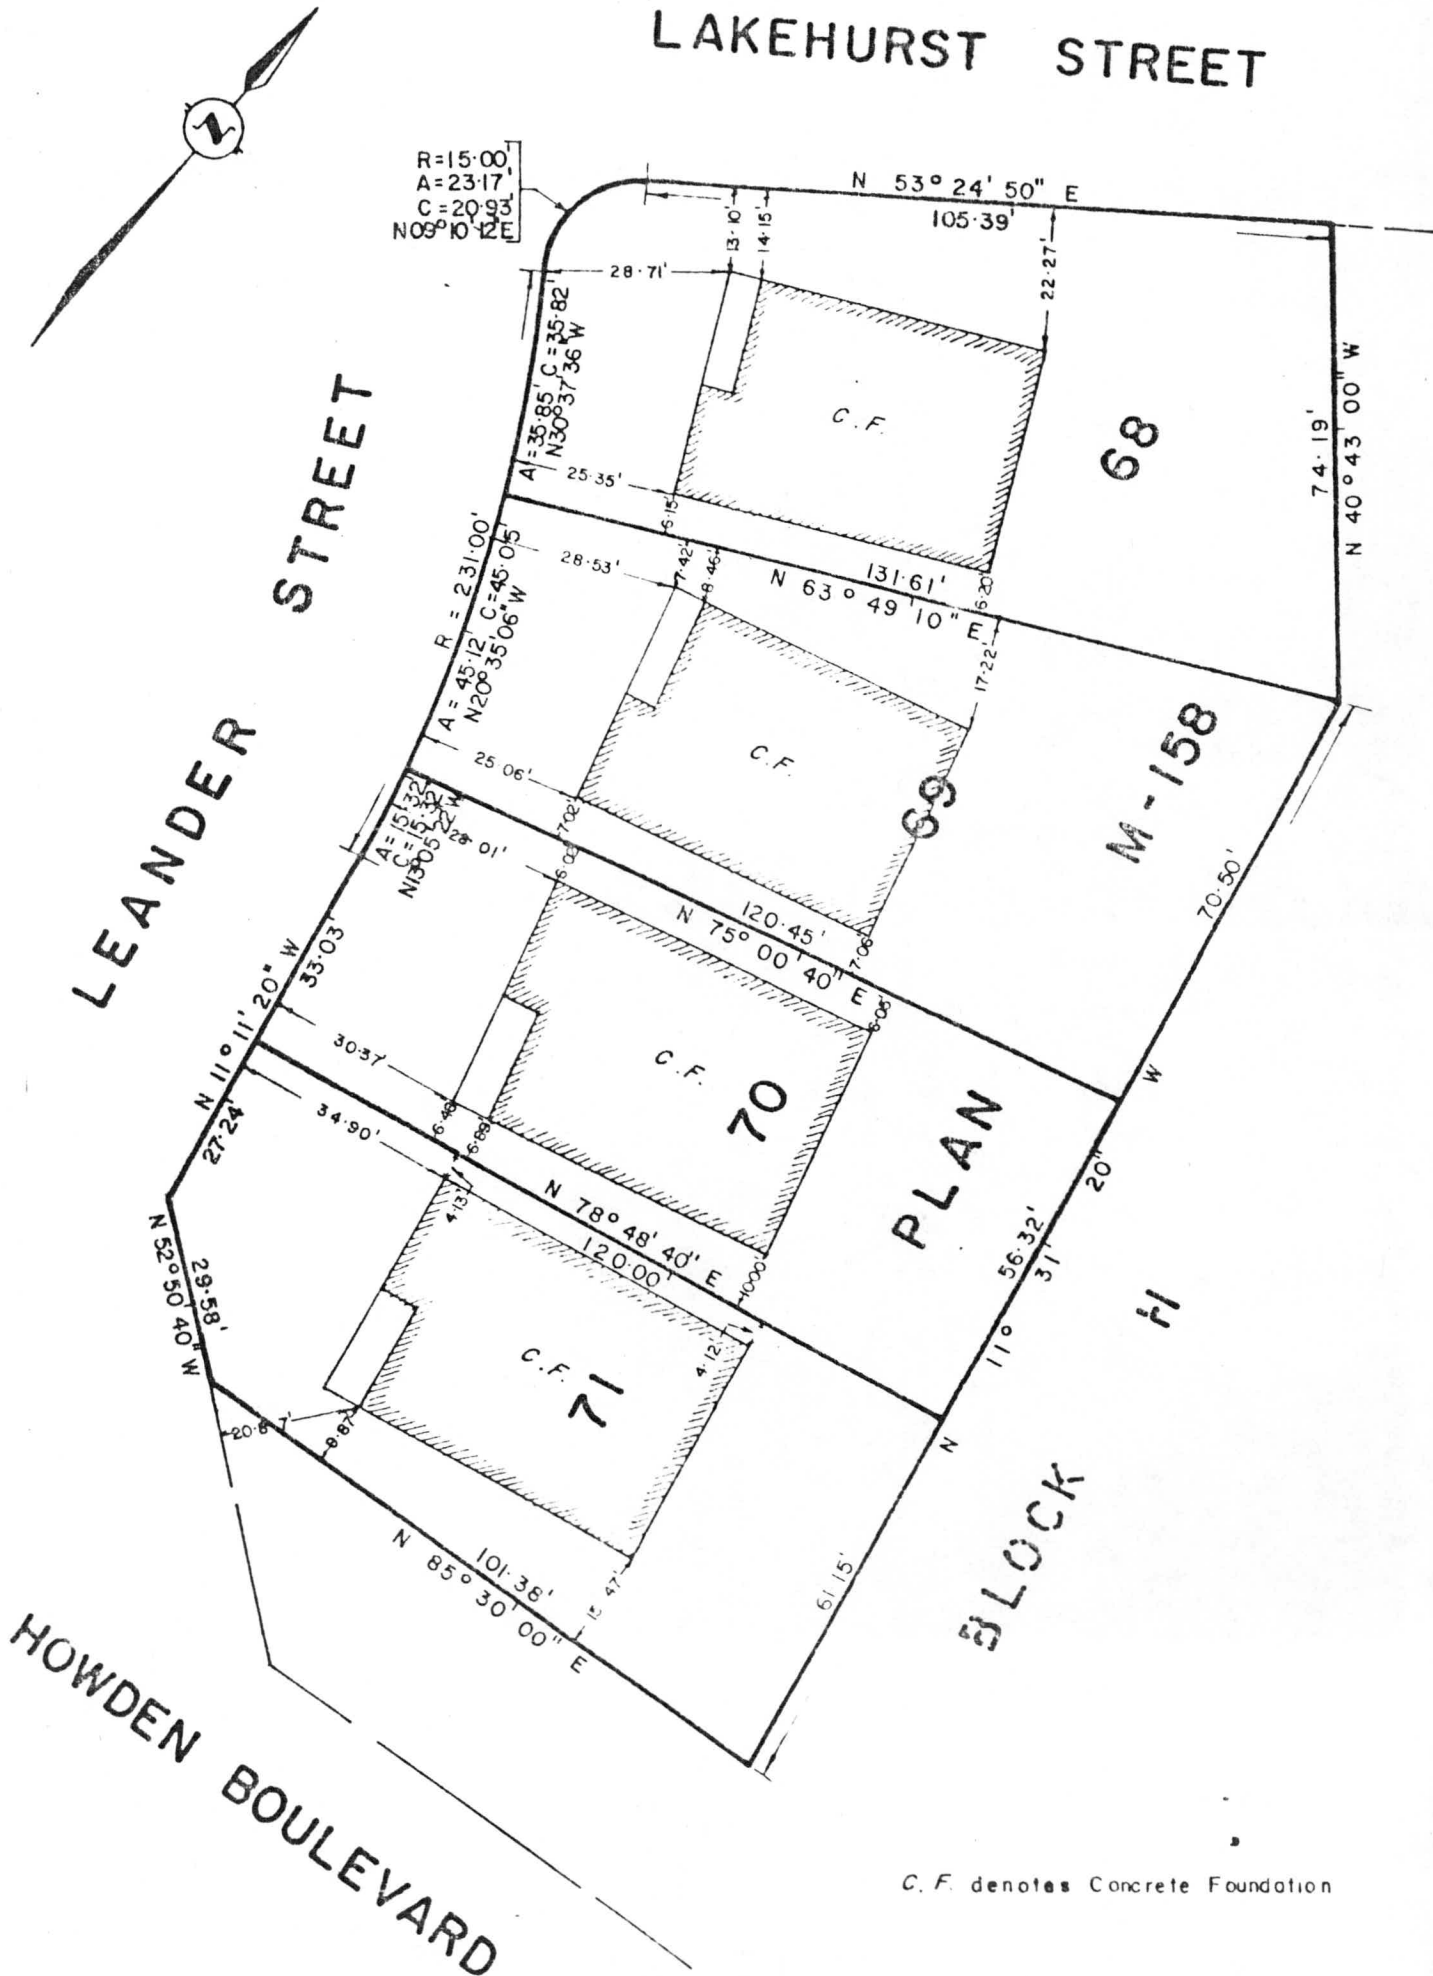 LAKEHURST STREET
N
R=15·00'
A=23·17'
C=20·93'
N09°10'12"E
N 53° 24' 50" E
105·39'
13·10'
14·15'
22·27'
28·71'
A=35·85' C=35·82'
N30°37'36"W
C.F.
68
74·19'
N 40° 43' 00" W
25·35'
6·15'
6·20'
131·61'
N 63° 49' 10" E
LEANDER STREET
R = 231·00'
A = 45·12' C=45·05'
N20°35'06"W
28·53'
7·42'
8·46'
17·22'
C.F.
69
M-158
25·06'
7·02'
7·06'
120·45'
N 75° 00' 40" E
70·50'
A=15·32'
C=15·32'
28·01'
6·05'
33·03'
N 11° 11' 20" W
30·37'
C.F.
70
PLAN
6·89'
10·00'
N 78° 48' 40" E
120·00'
34·90'
27·24'
4·13'
4·12'
C.F.
71
56·32'
N 11° 31' 20" W
H
BLOCK
N 52° 50' 40" W
29·58'
8·87'
15·47'
101·38'
N 85° 30' 00" E
61·15'
HOWDEN BOULEVARD
C.F. denotes Concrete Foundation